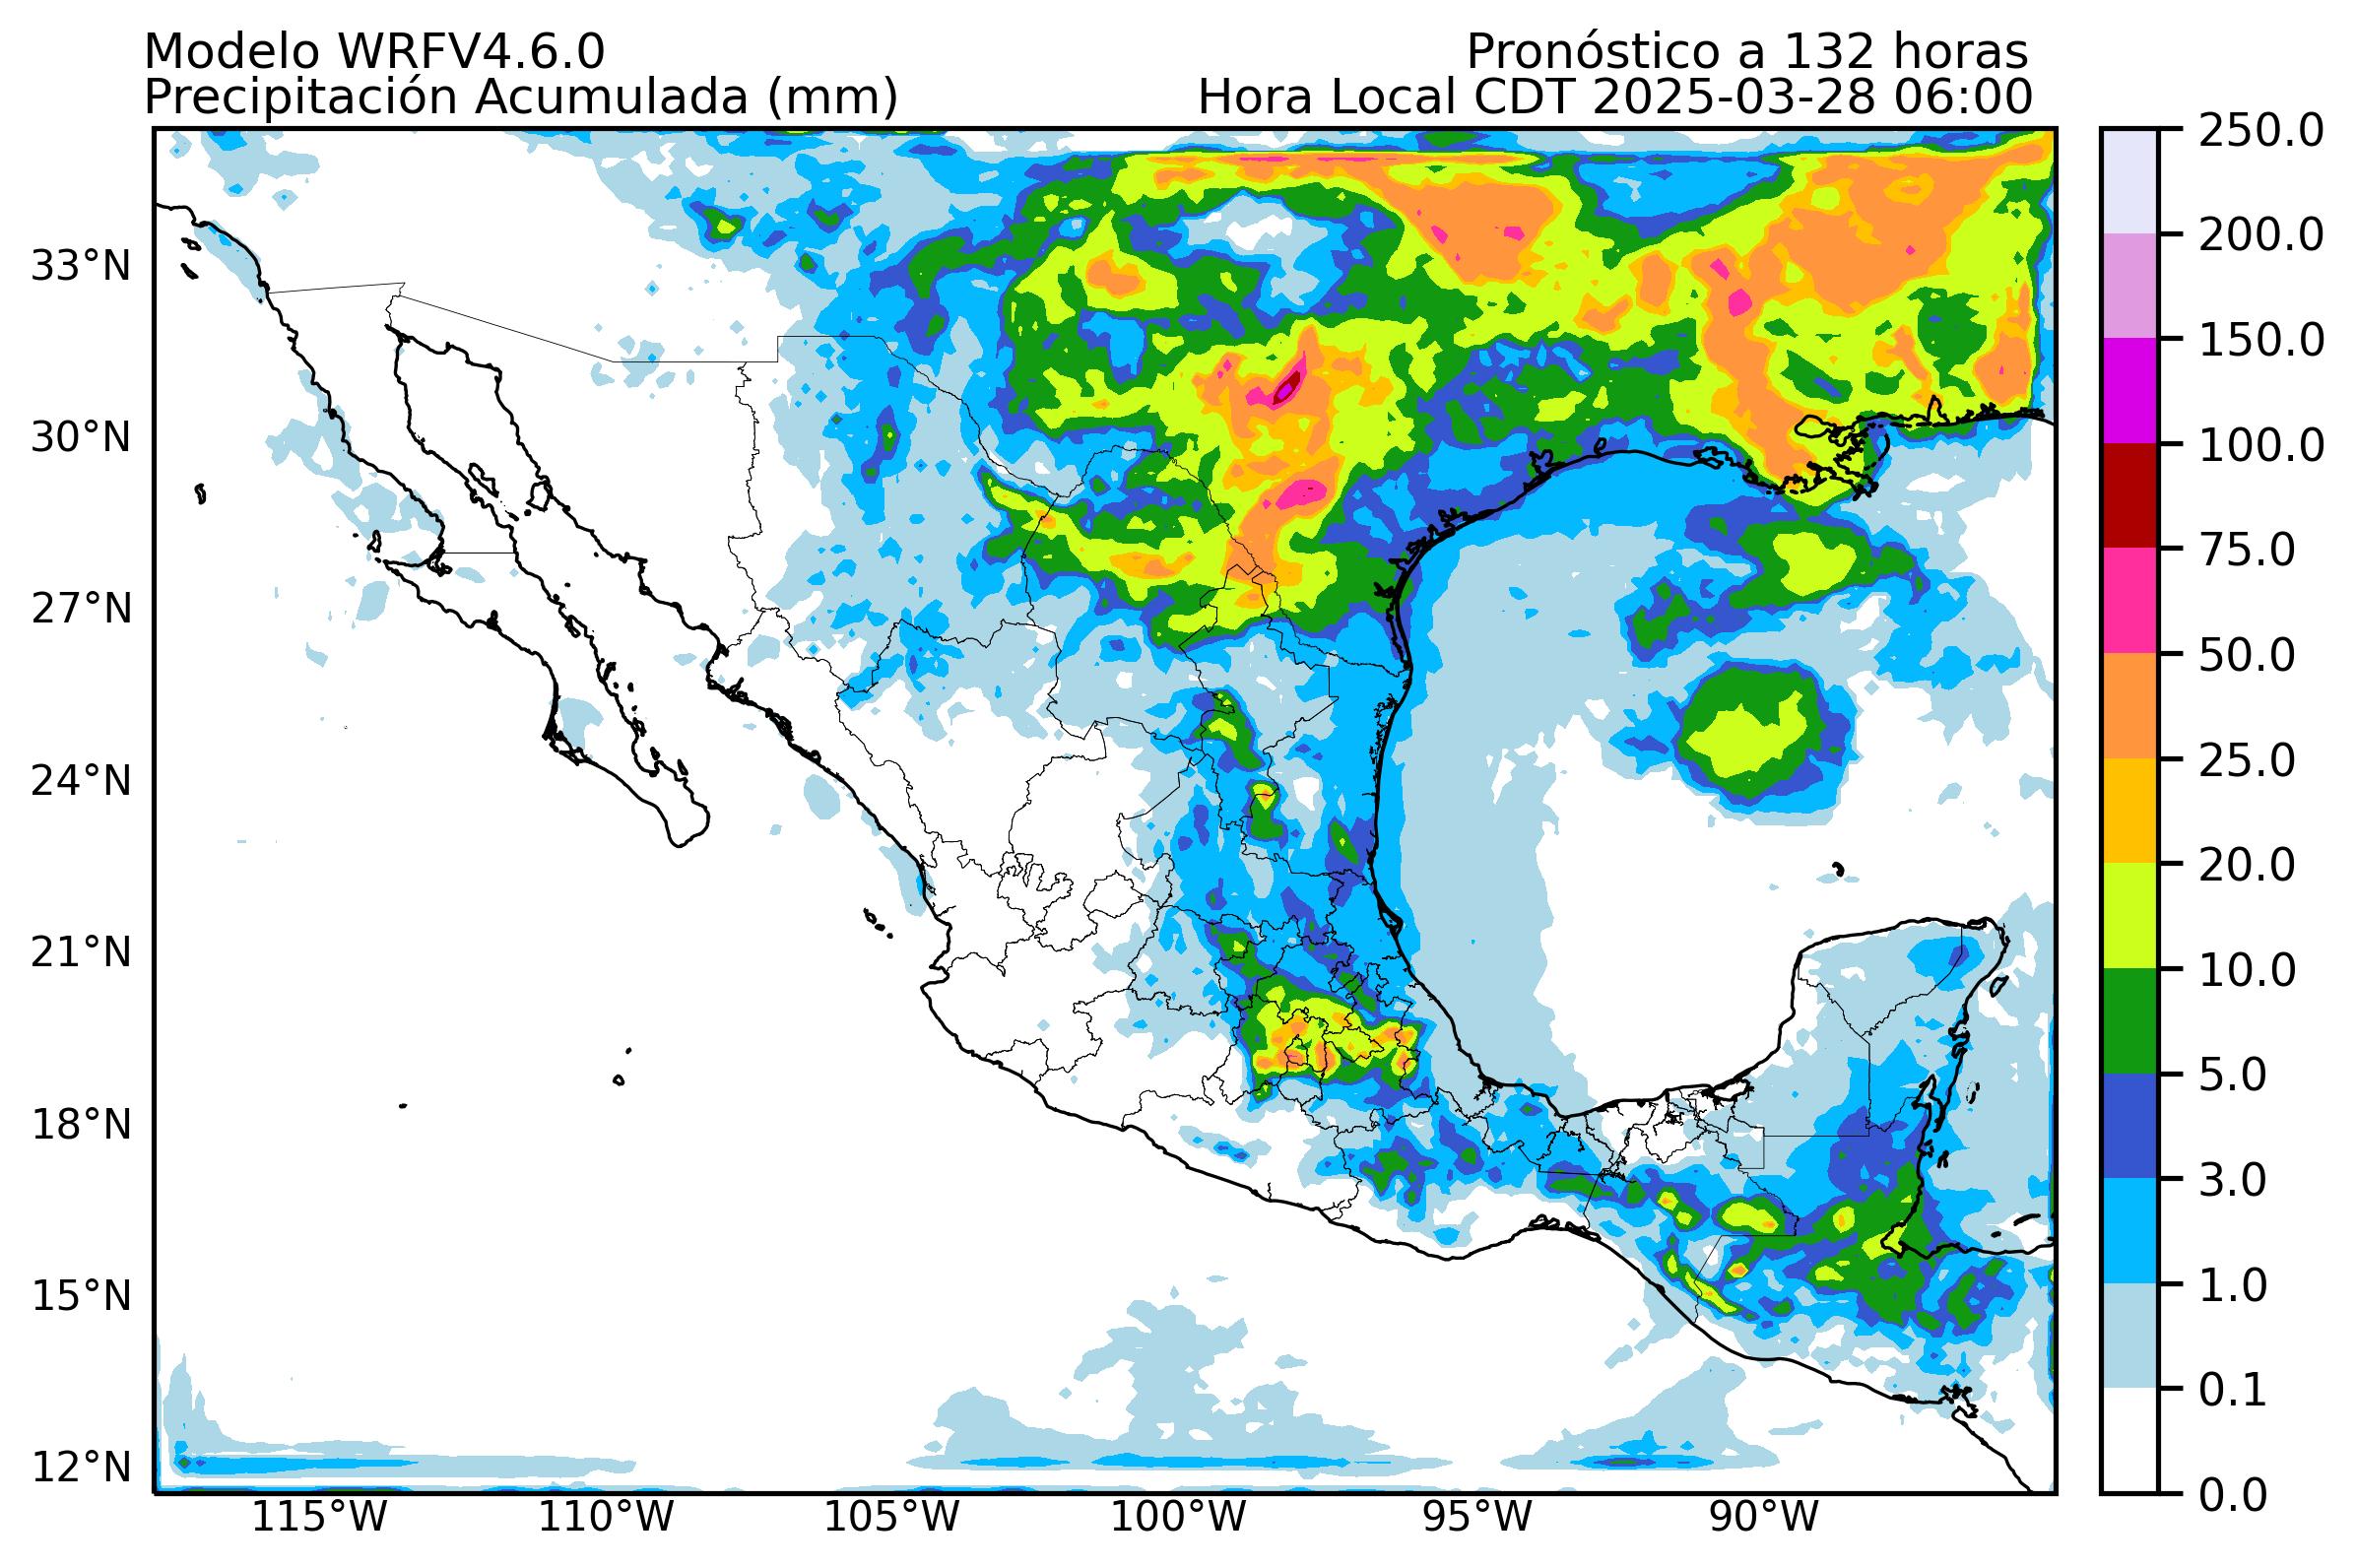 Modelo WRFV4.6.0
Pronóstico a 132 horas
Precipitación Acumulada (mm)
Hora Local CDT 2025-03-28 06:00
33°N
30°N
27°N
24°N
21°N
18°N
15°N
12°N
115°W
110°W
105°W
100°W
95°W
90°W
250.0
200.0
150.0
100.0
75.0
50.0
25.0
20.0
10.0
5.0
3.0
1.0
0.1
0.0